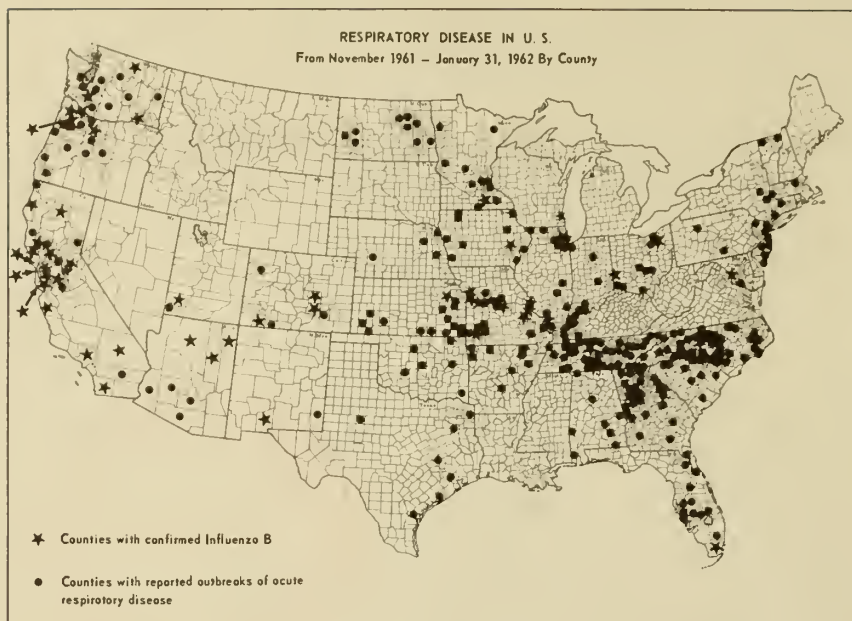 RESPIRATORY DISEASE IN U. S.
From November 1961 — January 31, 1962 By County
★ Counties with confirmed Influenzo B
● Counties with reported outbreaks of acute
respiratory disease